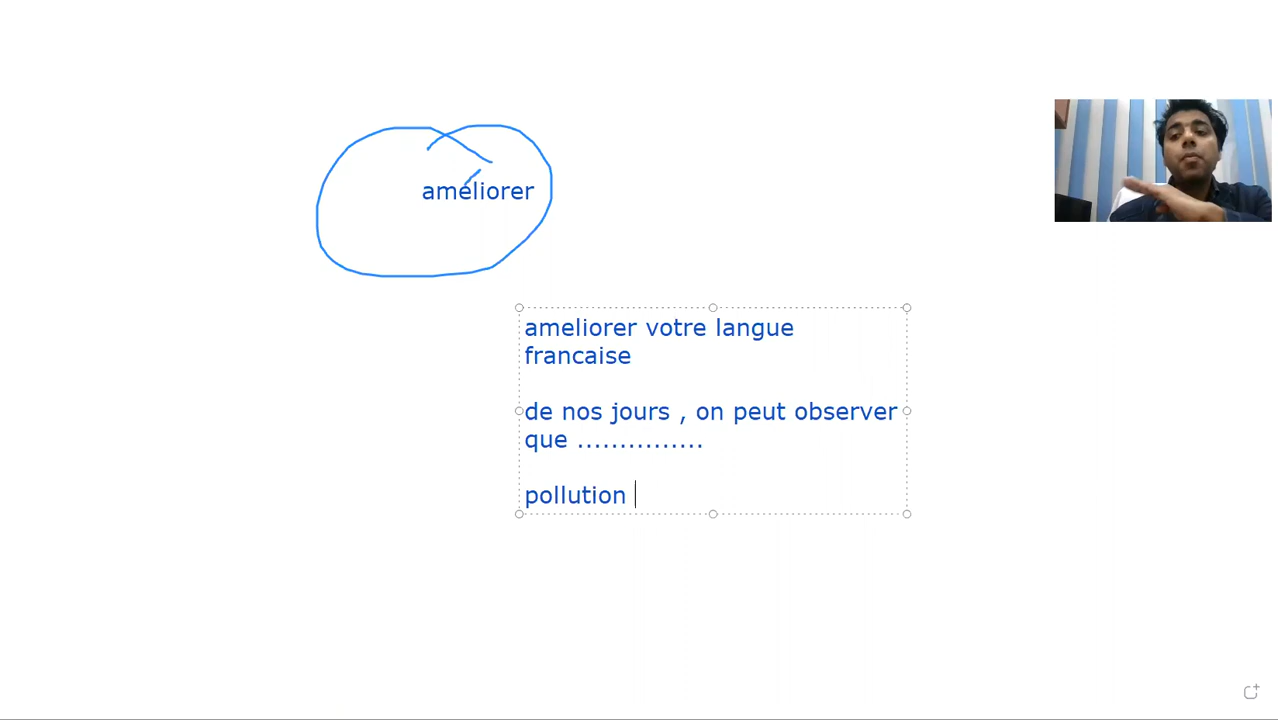 améliorer
ameliorer votre langue
francaise
de nos jours , on peut observer
que ...............
pollution